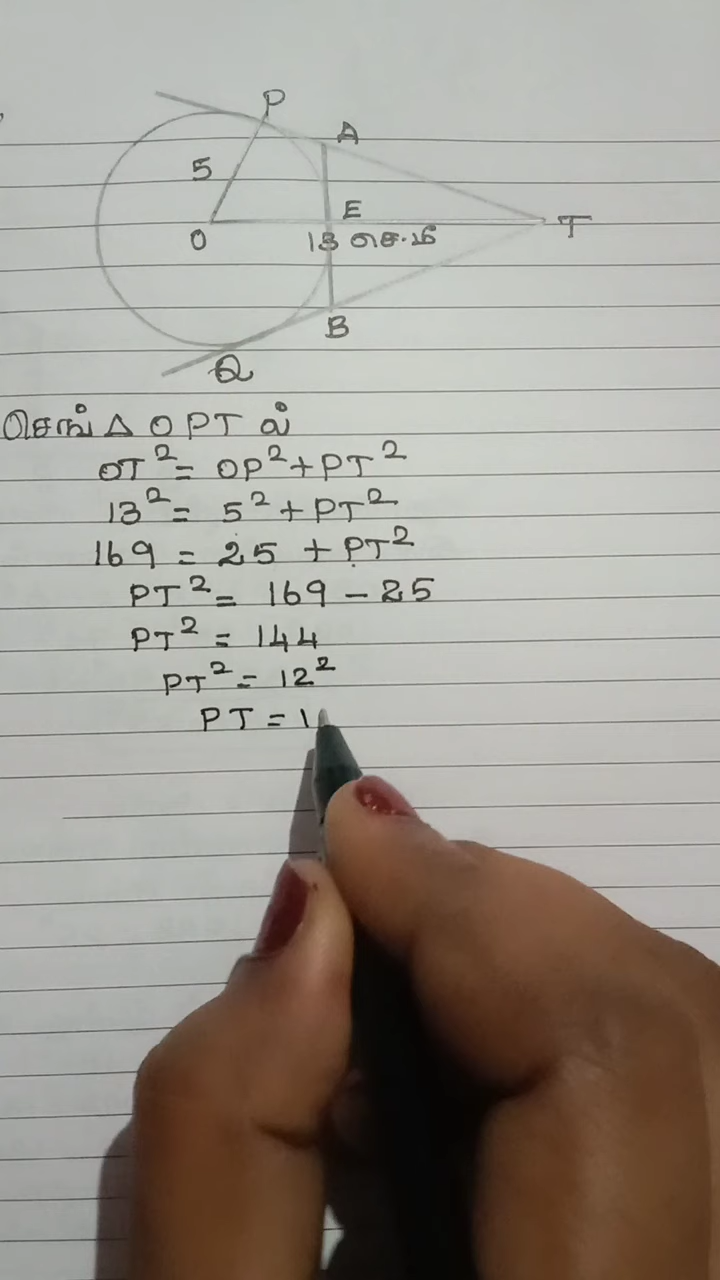 P
A
5
E
O
13 செ.மீ
T
B
Q
செங் Δ OPT ல்
OT² = OP² + PT²
13² = 5² + PT²
169 = 25 + PT²
PT² = 169 − 25
PT² = 144
PT² = 12²
PT = 1